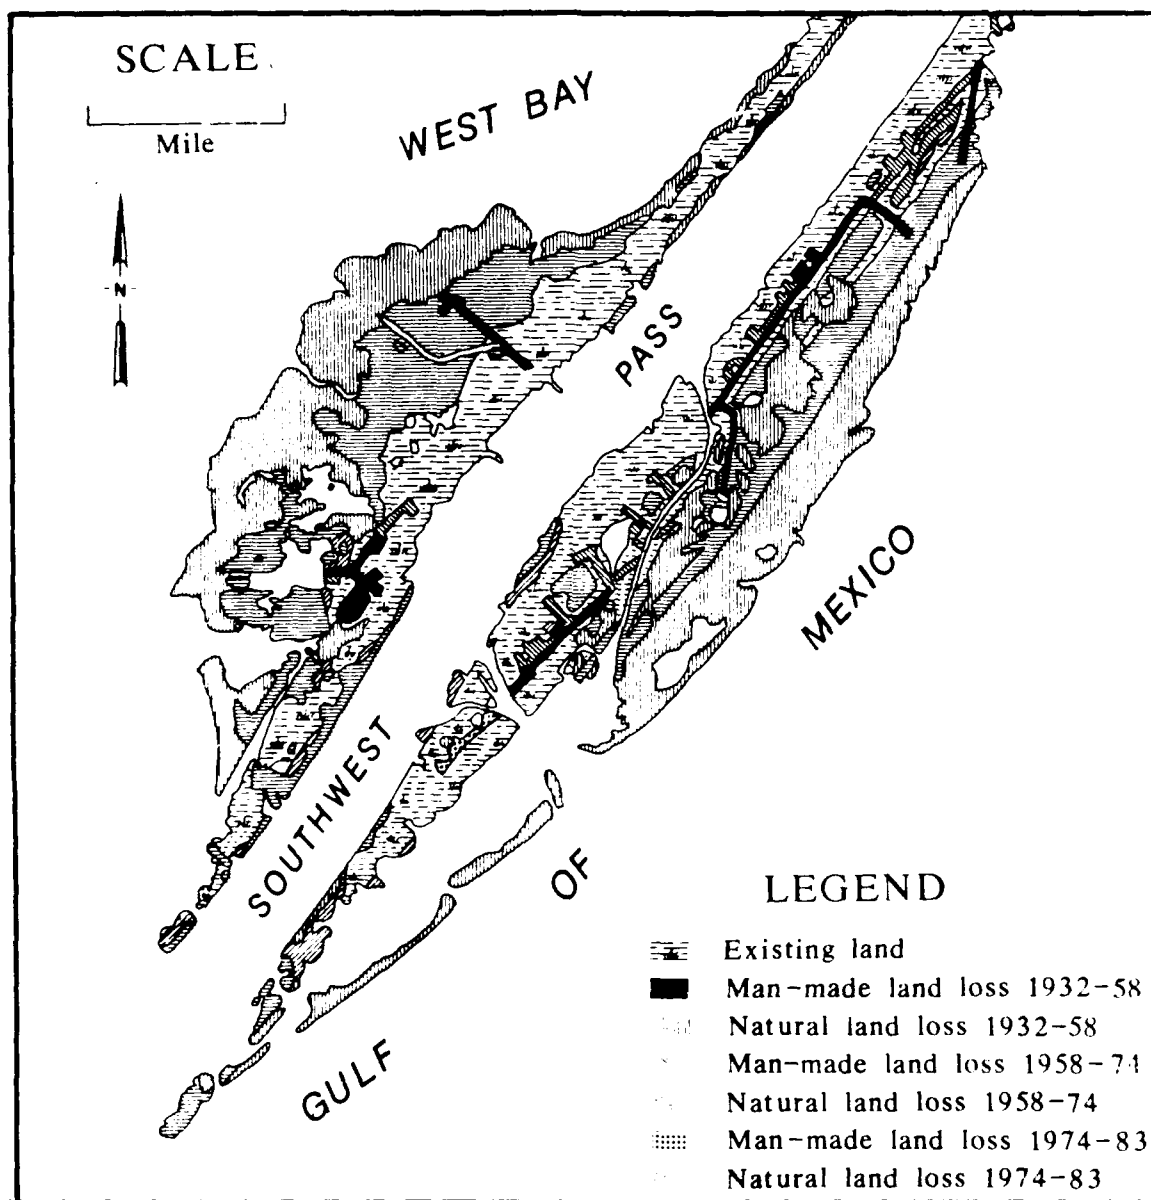 SCALE
Mile
N
WEST BAY
PASS
SOUTHWEST
MEXICO
OF
GULF
LEGEND
Existing land
Man-made land loss 1932-58
Natural land loss 1932-58
Man-made land loss 1958-74
Natural land loss 1958-74
Man-made land loss 1974-83
Natural land loss 1974-83